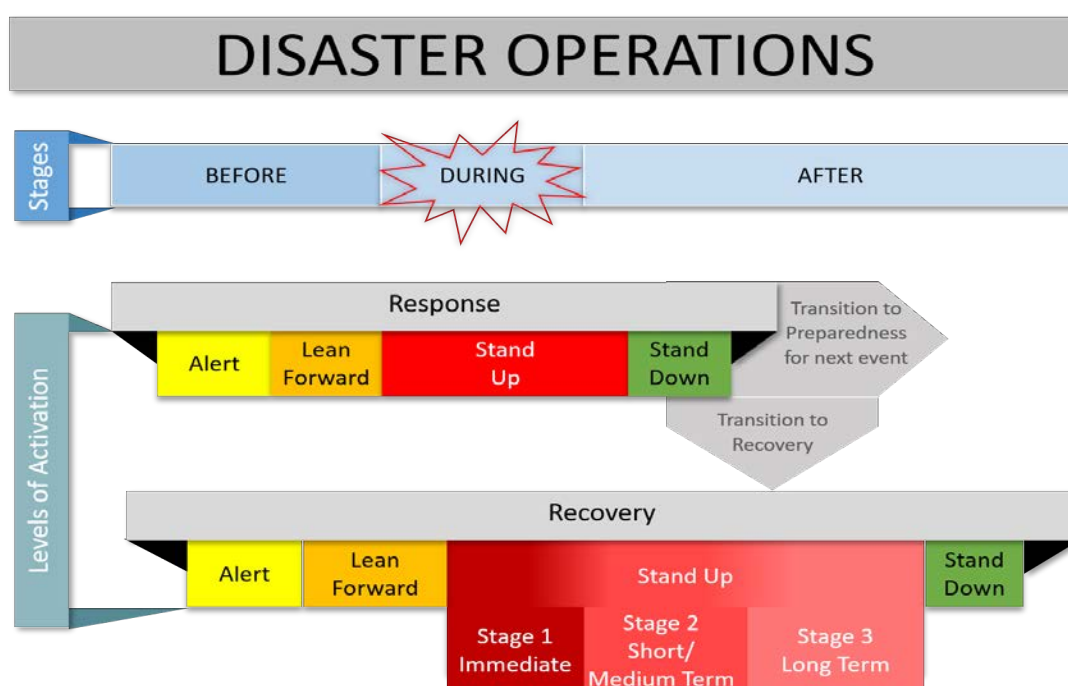 DISASTER OPERATIONS
Stages
BEFORE
DURING
AFTER
Levels of Activation
Response
Alert
Lean
Forward
Stand
Up
Stand
Down
Transition to
Preparedness
for next event
Transition to
Recovery
Recovery
Alert
Lean
Forward
Stand Up
Stand
Down
Stage 1
Immediate
Stage 2
Short/
Medium Term
Stage 3
Long Term